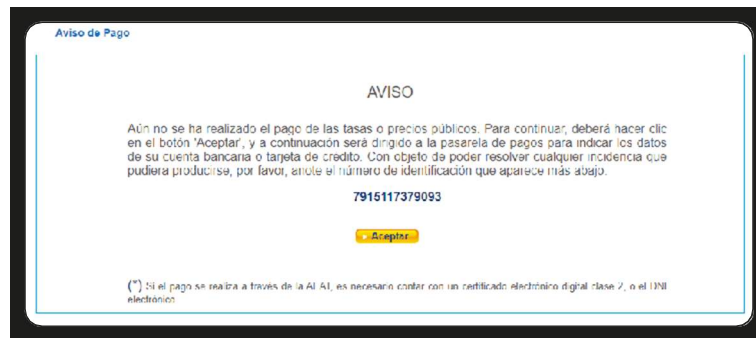 Aviso de Pago
AVISO
Aún no se ha realizado el pago de las tasas o precios públicos. Para continuar, deberá hacer clic
en el botón 'Aceptar', y a continuación será dirigido a la pasarela de pagos para indicar los datos
de su cuenta bancaria o tarjeta de crédito. Con objeto de poder resolver cualquier incidencia que
pudiera producirse, por favor, anote el número de identificación que aparece más abajo.
7915117379093
Aceptar
(*) Si el pago se realiza a través de la AEAT, es necesario contar con un certificado electrónico digital clase 2, o el DNI
electrónico